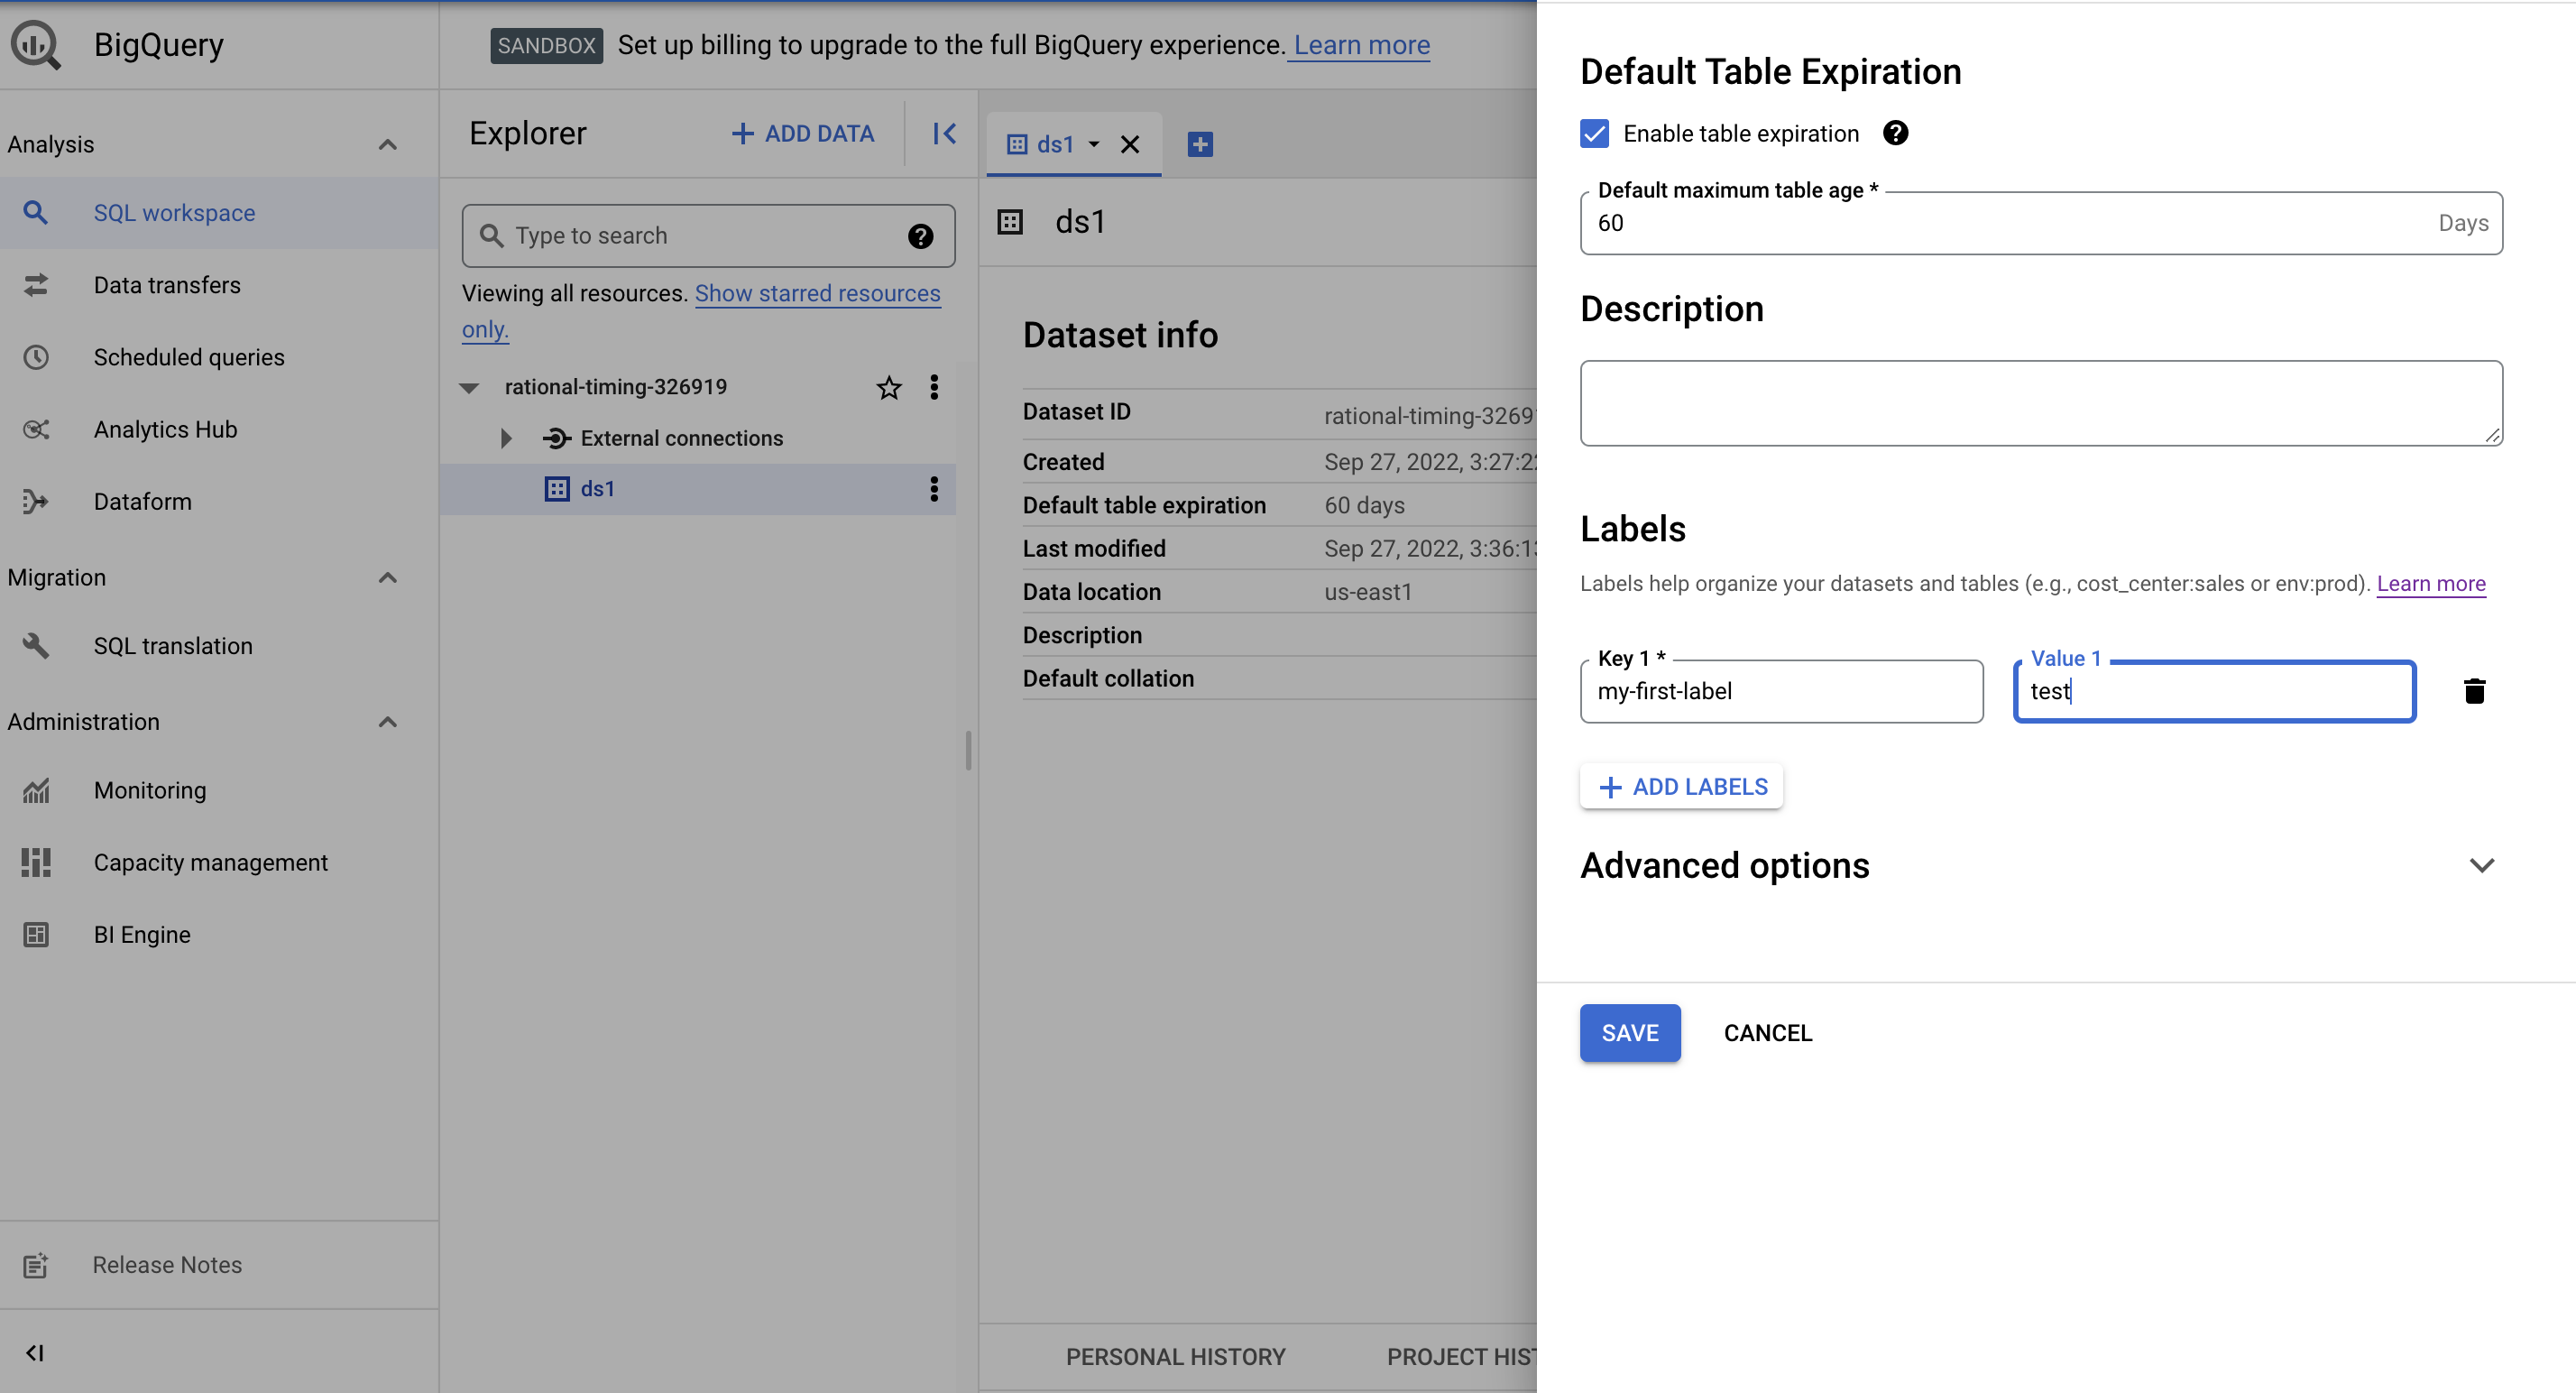 BigQuery
SANDBOX Set up billing to upgrade to the full BigQuery experience. Learn more
Analysis
SQL workspace
Data transfers
Scheduled queries
Analytics Hub
Dataform
Migration
SQL translation
Administration
Monitoring
Capacity management
BI Engine
Release Notes
Explorer
ADD DATA
Type to search
Viewing all resources. Show starred resources
only.
rational-timing-326919
External connections
ds1
ds1
ds1
Dataset info
Dataset ID rational-timing-3269
Created Sep 27, 2022, 3:27:2
Default table expiration 60 days
Last modified Sep 27, 2022, 3:36:1
Data location us-east1
Description
Default collation
PERSONAL HISTORY PROJECT HIST
Default Table Expiration
Enable table expiration
Default maximum table age *
60 Days
Description
Labels
Labels help organize your datasets and tables (e.g., cost_center:sales or env:prod). Learn more
Key 1 * Value 1
my-first-label test
ADD LABELS
Advanced options
SAVE CANCEL